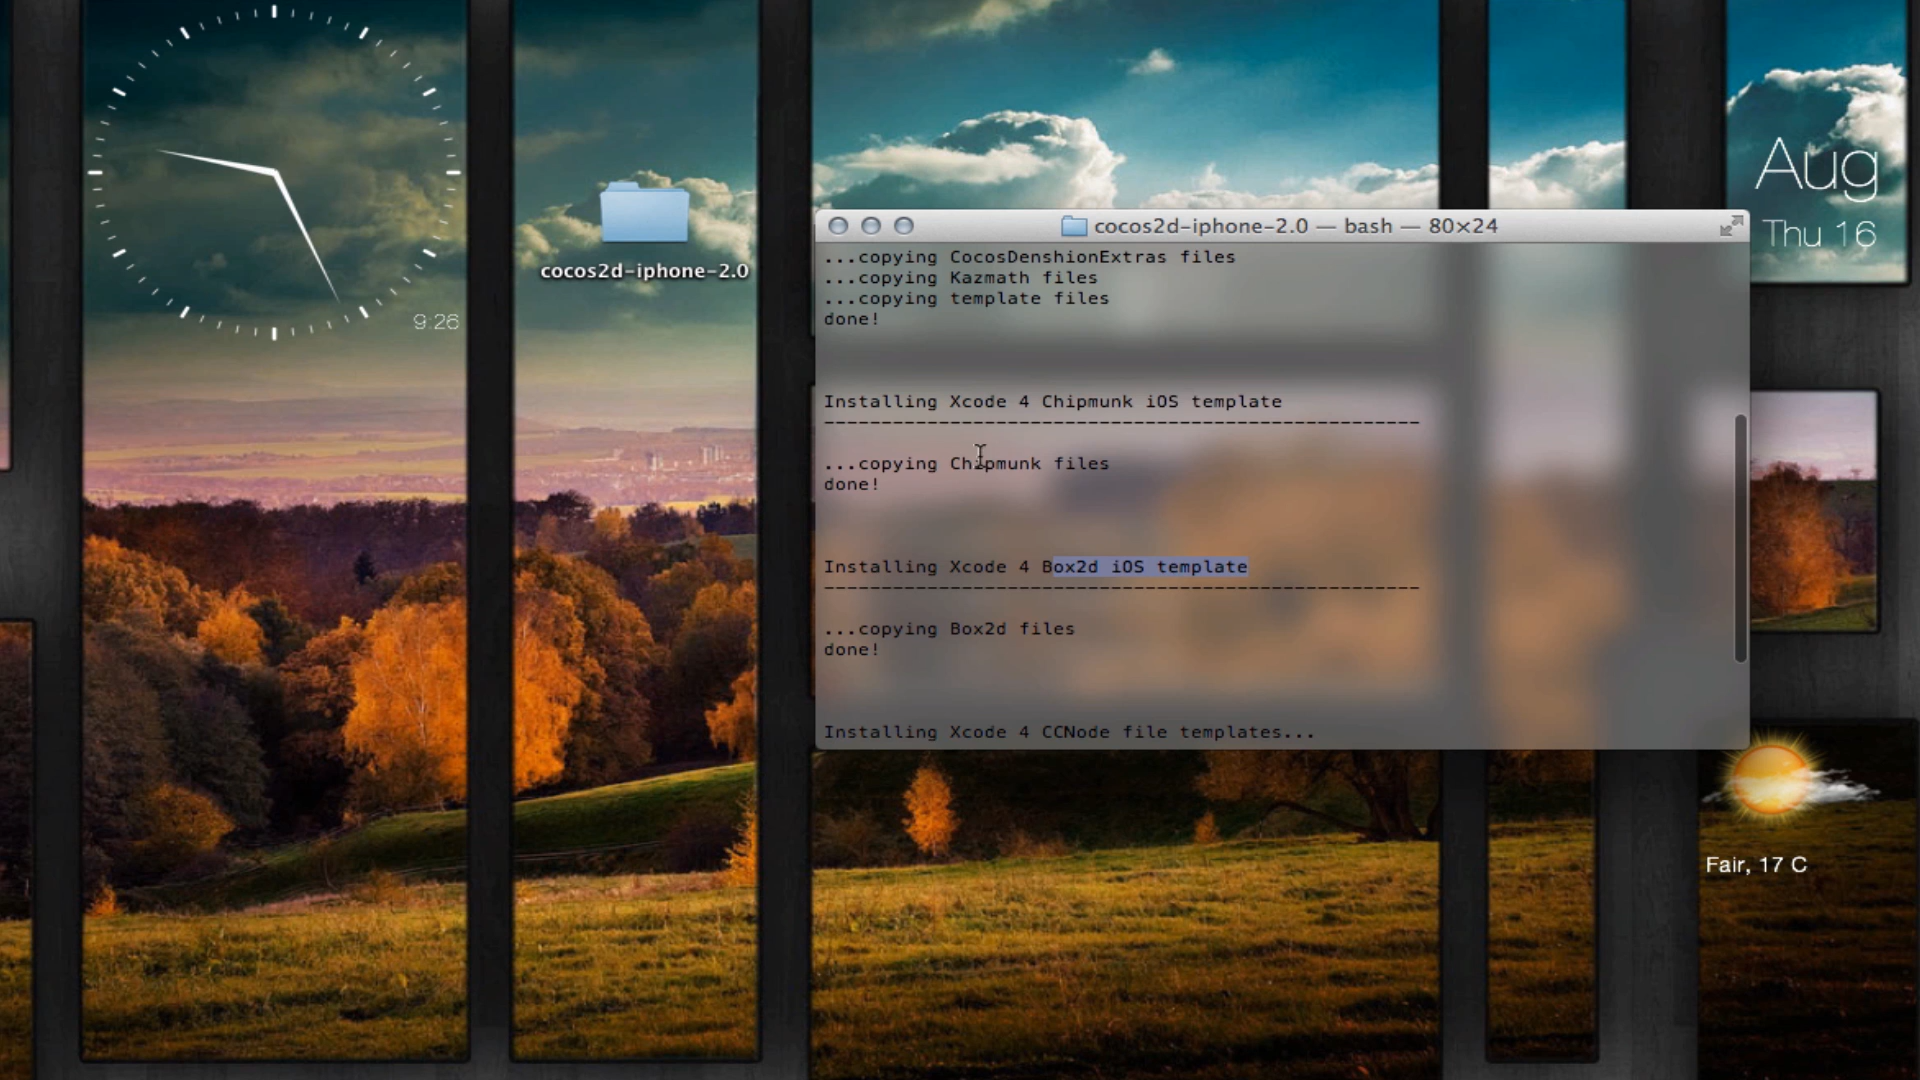 9:26
cocos2d-iphone-2.0
Aug
Thu 16
cocos2d-iphone-2.0 — bash — 80×24
...copying CocosDenshionExtras files
...copying Kazmath files
...copying template files
done!
Installing Xcode 4 Chipmunk iOS template
----------------------------------------------------
...copying Chipmunk files
done!
Installing Xcode 4 Box2d iOS template
----------------------------------------------------
...copying Box2d files
done!
Installing Xcode 4 CCNode file templates...
Fair, 17 C